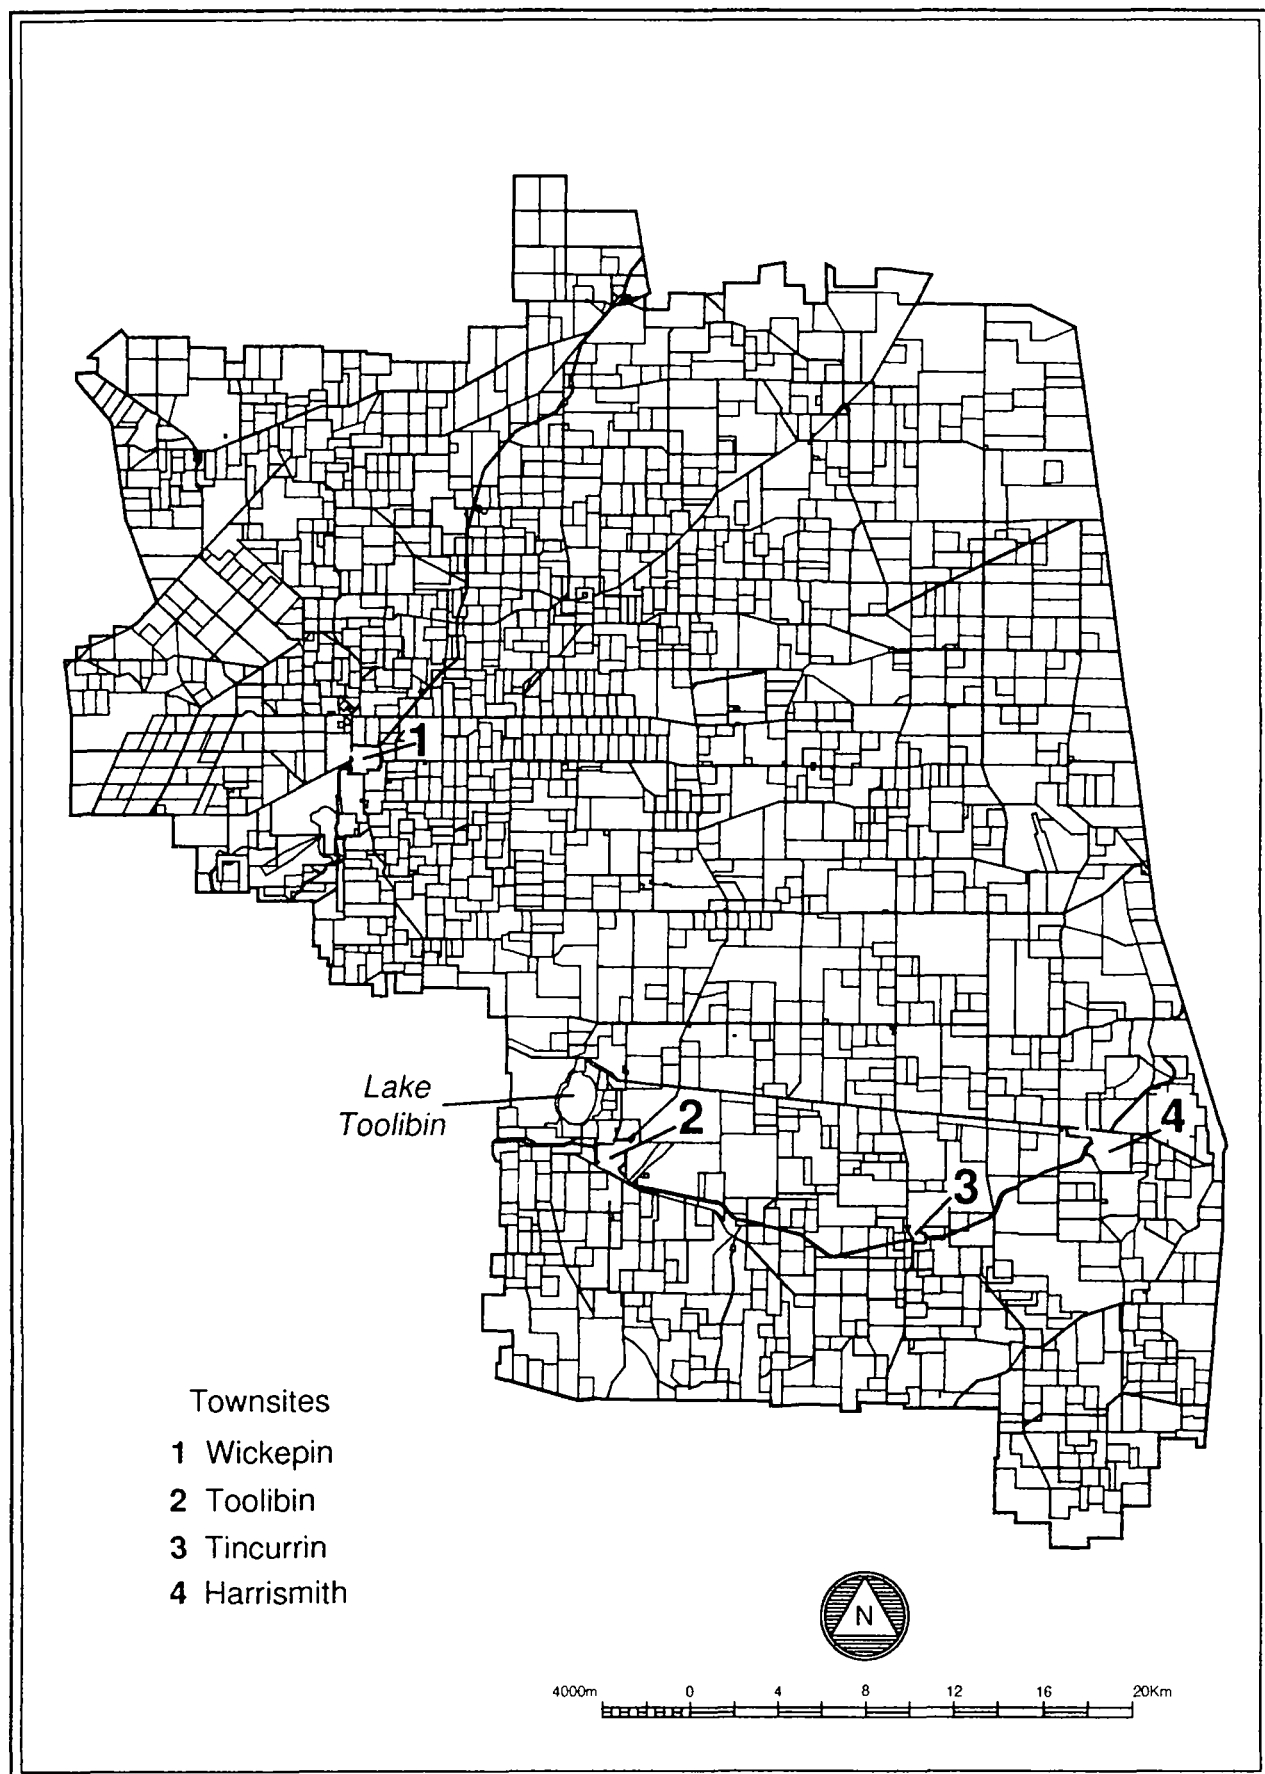 1
Lake
Toolibin
2
4
3
Townsites
1 Wickepin
2 Toolibin
3 Tincurrin
4 Harrismith
N
4000m 0 4 8 12 16 20Km